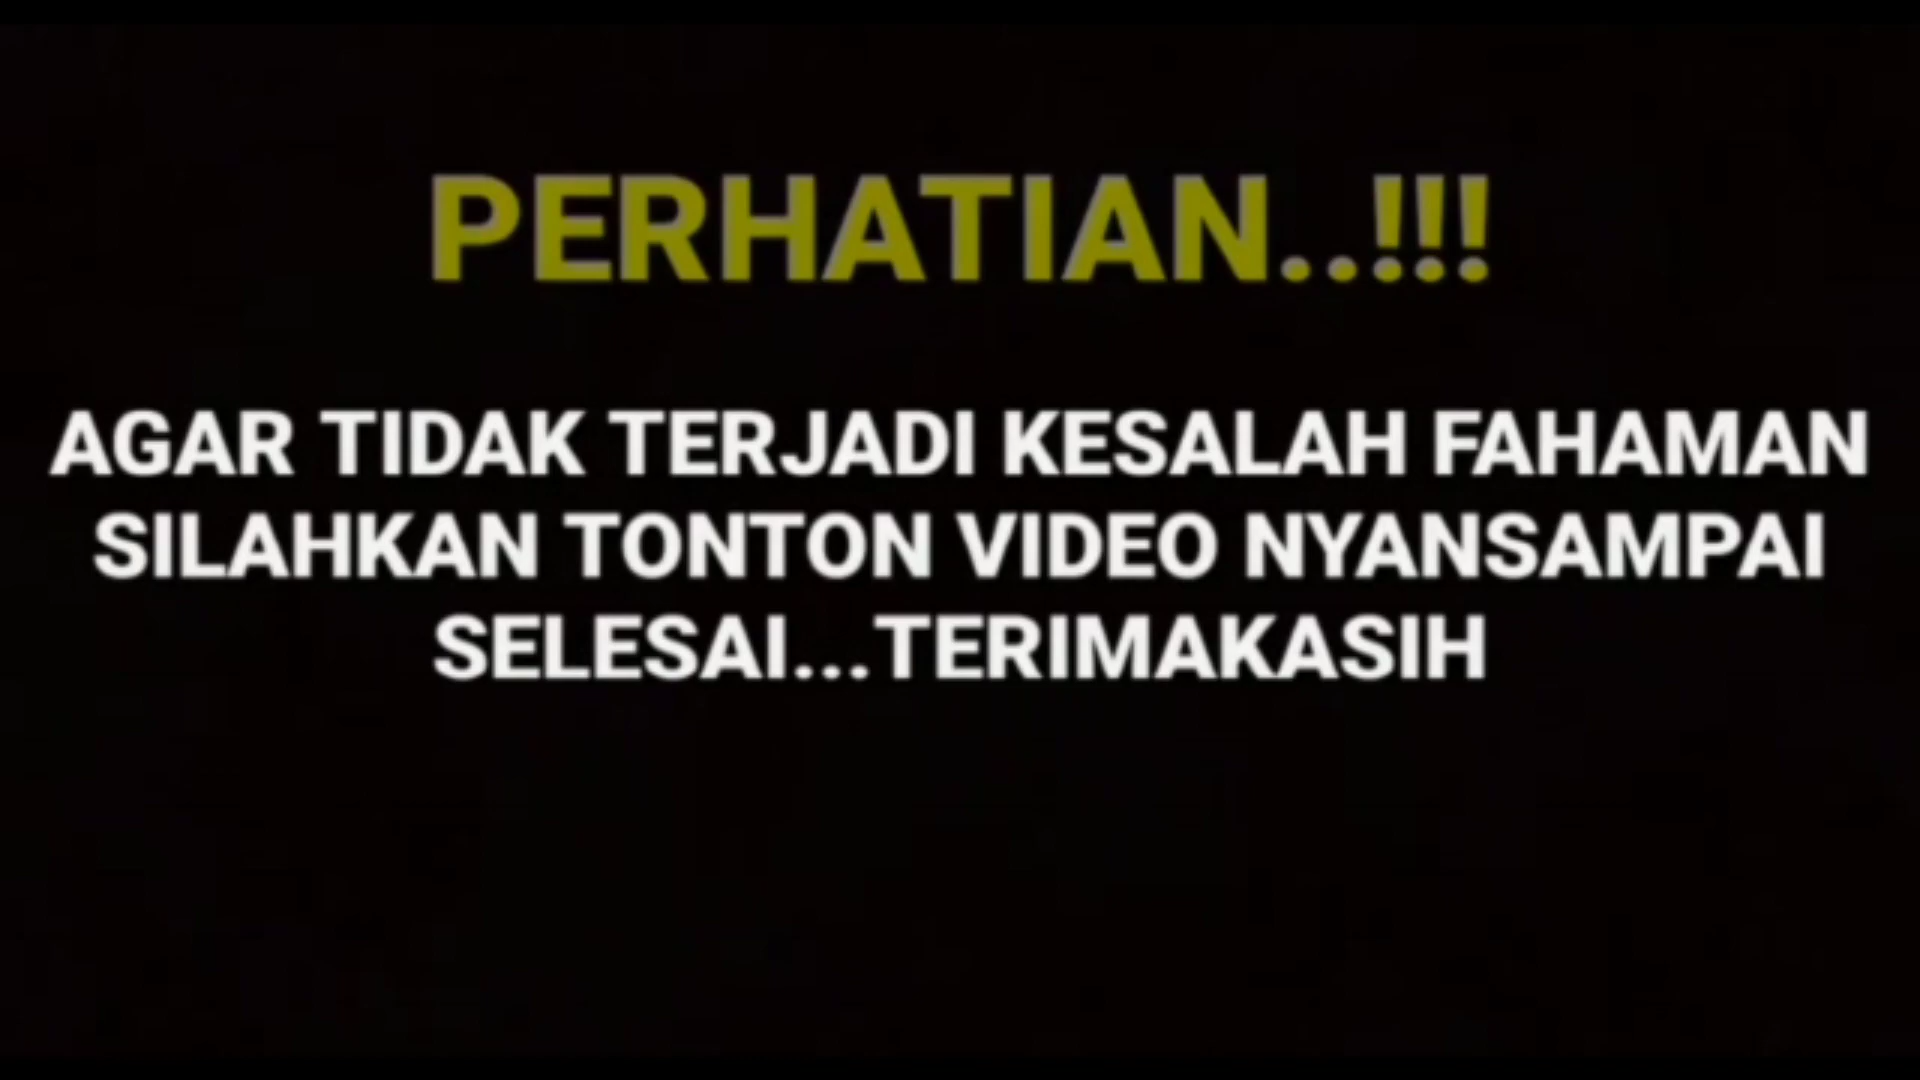 PERHATIAN..!!!
AGAR TIDAK TERJADI KESALAH FAHAMAN
SILAHKAN TONTON VIDEO NYANSAMPAI
SELESAI...TERIMAKASIH